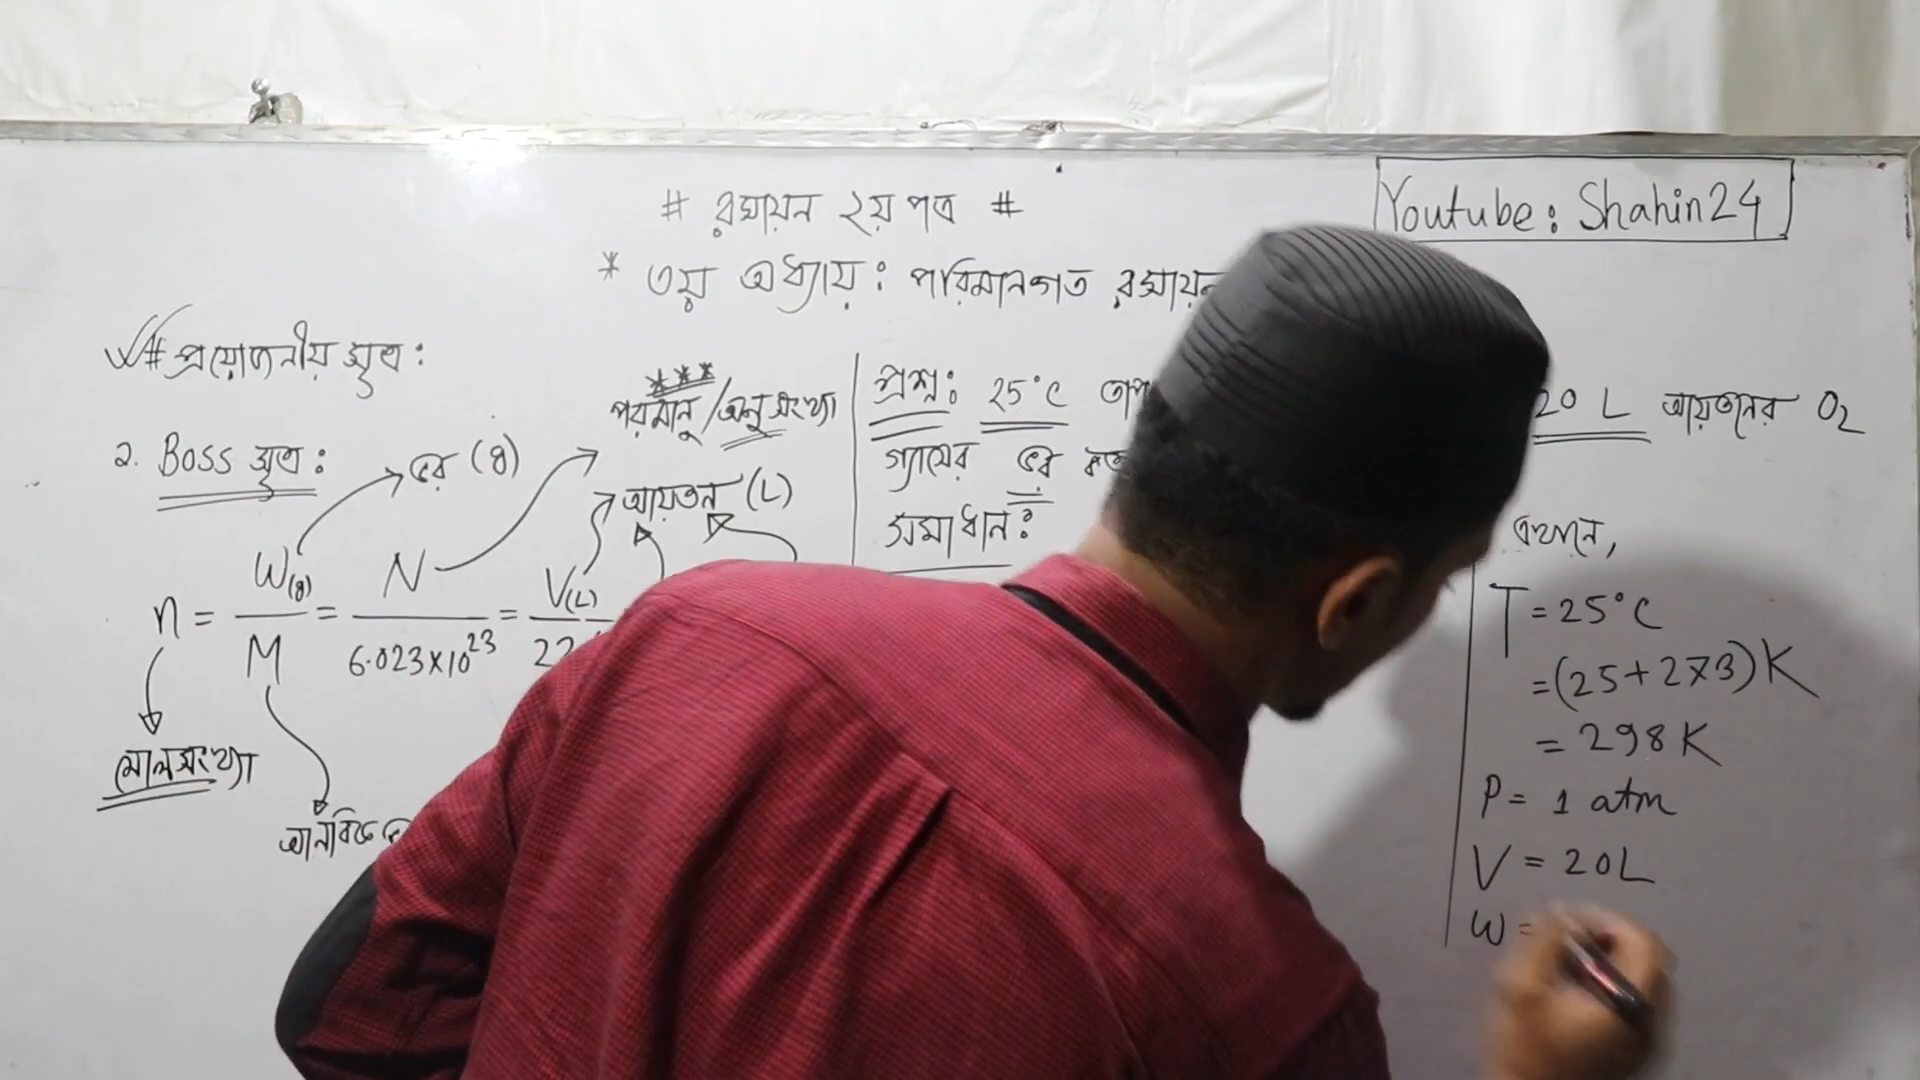 # রসায়ন ২য় পত্র #
Youtube: Shahin24
* ৩য় অধ্যায়: পরিমানগত রসায়ন
# প্রয়োজনীয় সূত্র:
২. Boss সূত্র:
ভর (g)
***
পরমানু/অনুসংখ্যা
আয়তন (L)
n = W(g)/M = N/6.023×10^23 = V(L)/22
মোলসংখ্যা
প্রশ্ন: 25°C
20 L আয়তনের O2
গ্যাসের ভর
সমাধান:
এখানে,
T = 25°C
= (25+273)K
= 298 K
P = 1 atm
V = 20L
W =